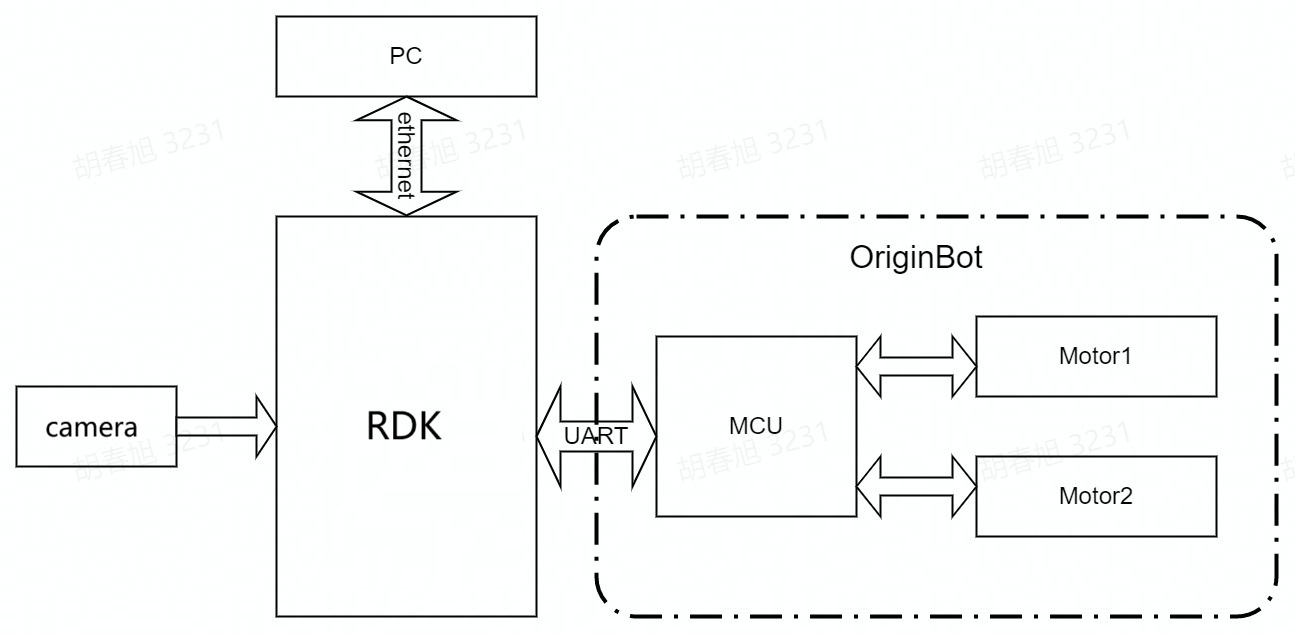 PC
ethernet
OriginBot
camera
RDK
UART
MCU
Motor1
Motor2
胡春旭 3231
胡春旭 3231
胡春旭 3231
胡春旭 3231
胡春旭 3231
胡春旭 3231
胡春旭 3231